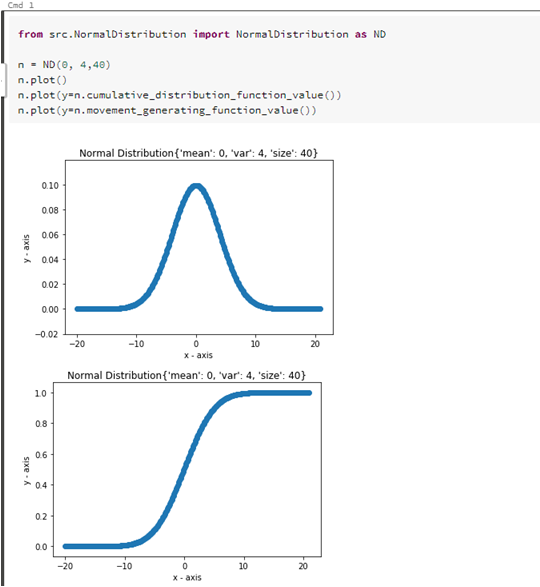 Cmd 1
from src.NormalDistribution import NormalDistribution as ND
n = ND(0, 4,40)
n.plot()
n.plot(y=n.cumulative_distribution_function_value())
n.plot(y=n.movement_generating_function_value())
Normal Distribution{'mean': 0, 'var': 4, 'size': 40}
0.10
0.08
0.06
0.04
0.02
0.00
−0.02
y - axis
−20 −10 0 10 20
x - axis
Normal Distribution{'mean': 0, 'var': 4, 'size': 40}
1.0
0.8
0.6
0.4
0.2
0.0
y - axis
−20 −10 0 10 20
x - axis